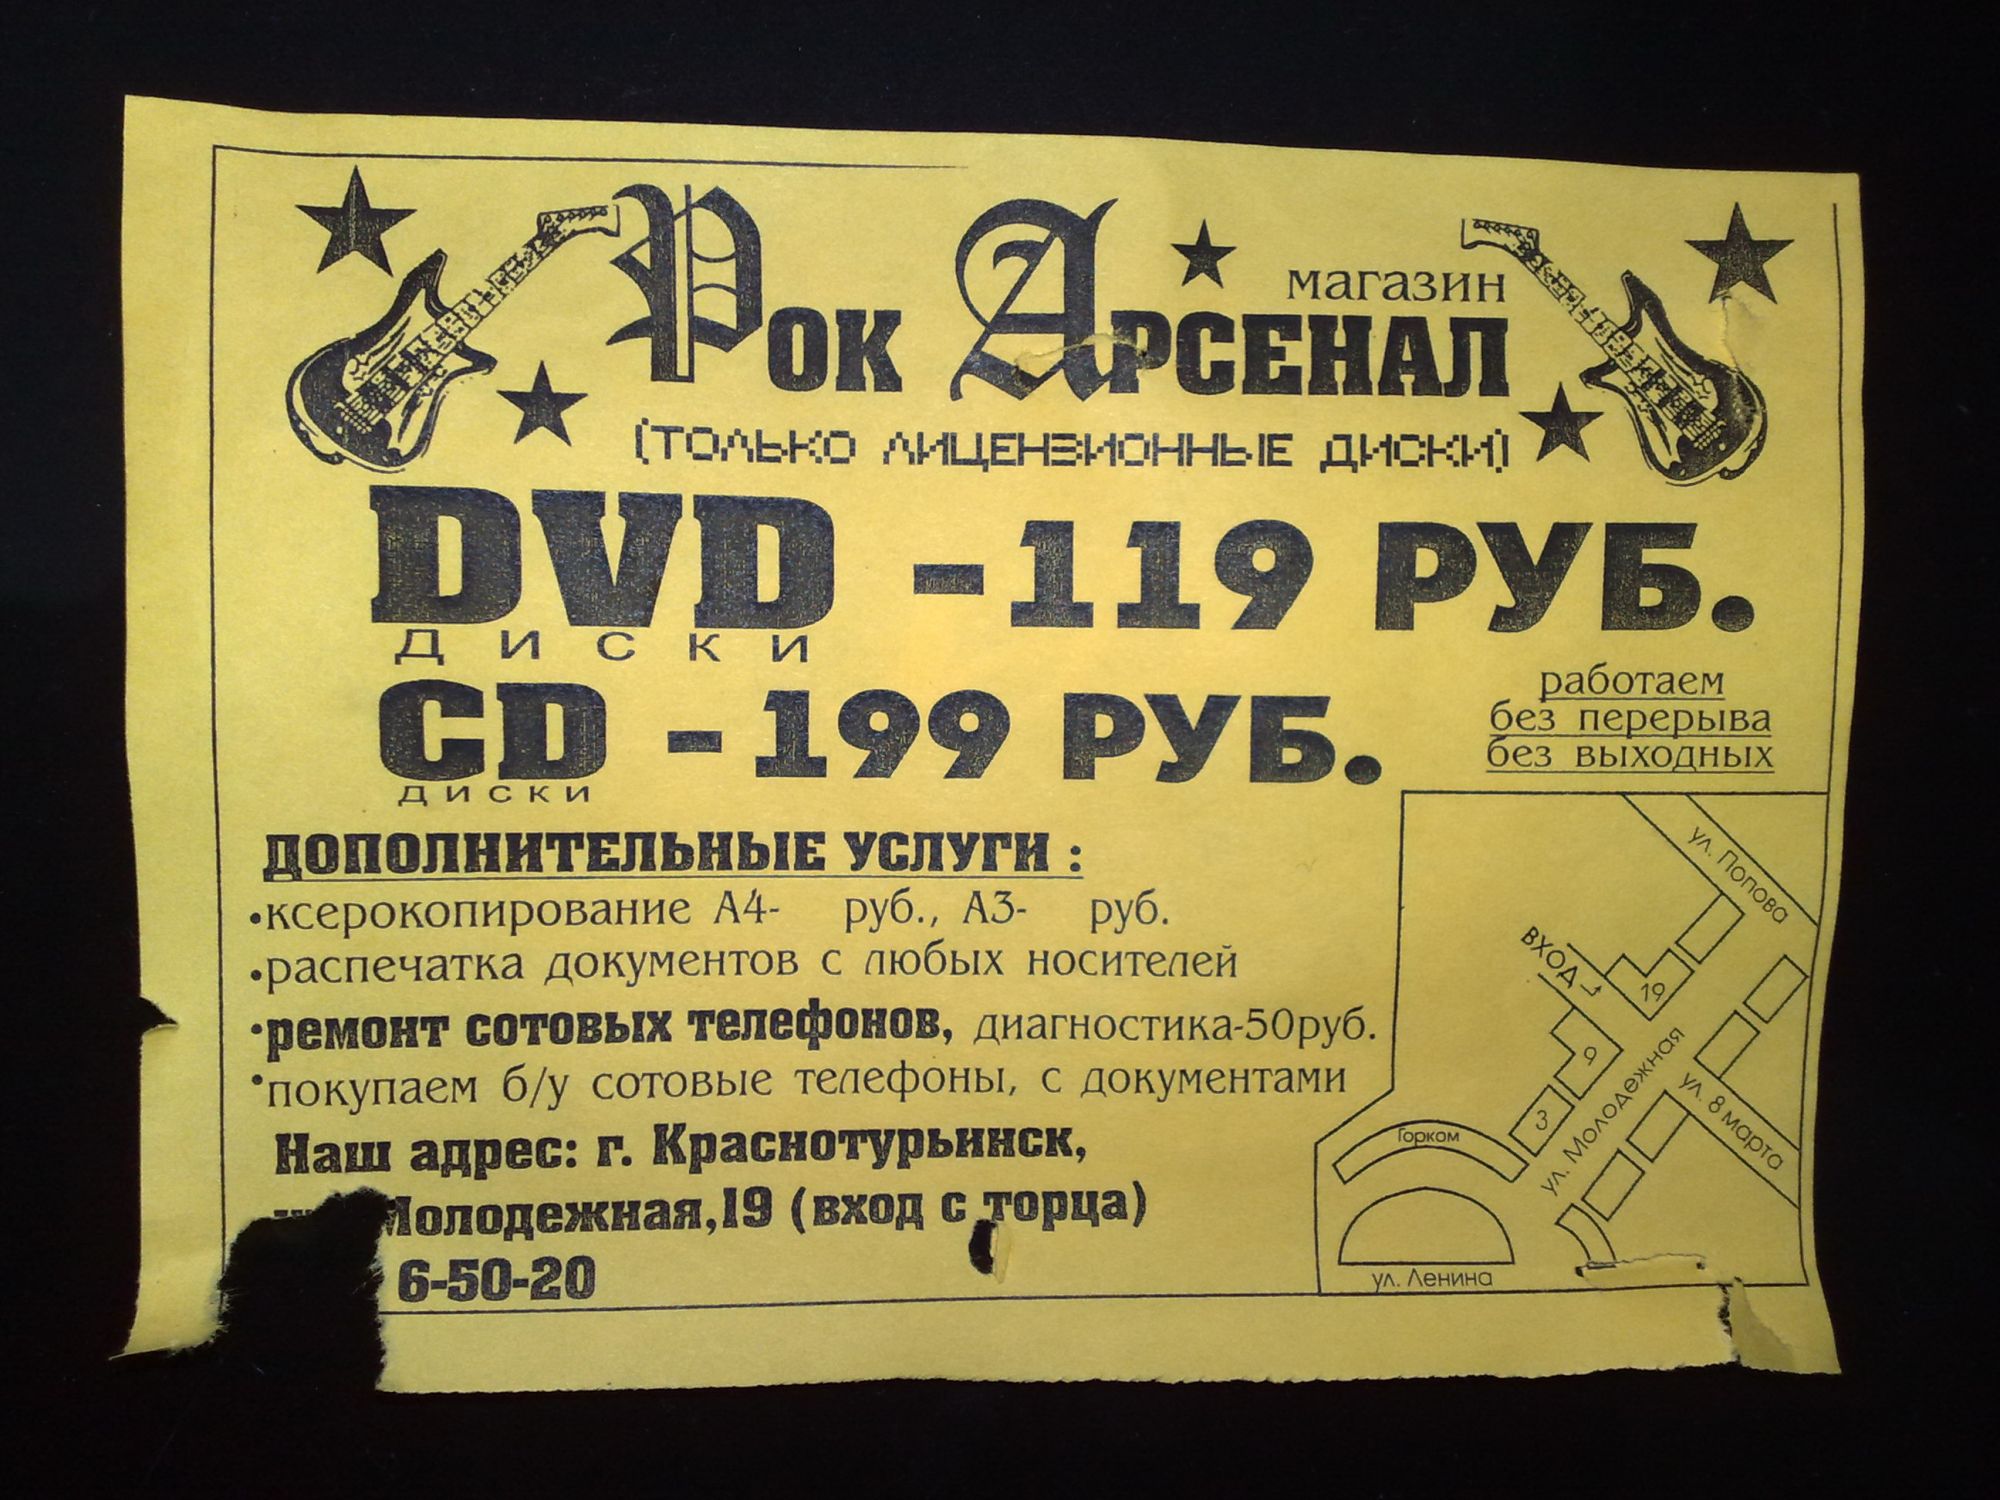 магазин
Рок Арсенал
(только лицензионные диски)
DVD - 119 РУБ.
диски
CD - 199 РУБ.
диски
работаем
без перерыва
без выходных
ДОПОЛНИТЕЛЬНЫЕ УСЛУГИ :
•ксерокопирование А4- руб., А3- руб.
•распечатка документов с любых носителей
•ремонт сотовых телефонов, диагностика-50руб.
•покупаем б/у сотовые телефоны, с документами
Наш адрес: г. Краснотурьинск,
Молодежная,19 (вход с торца)
6-50-20
ул. Попова
ВХОД
19
9
3
ул. Молодежная
ул. 8 марта
Горком
ул. Ленина